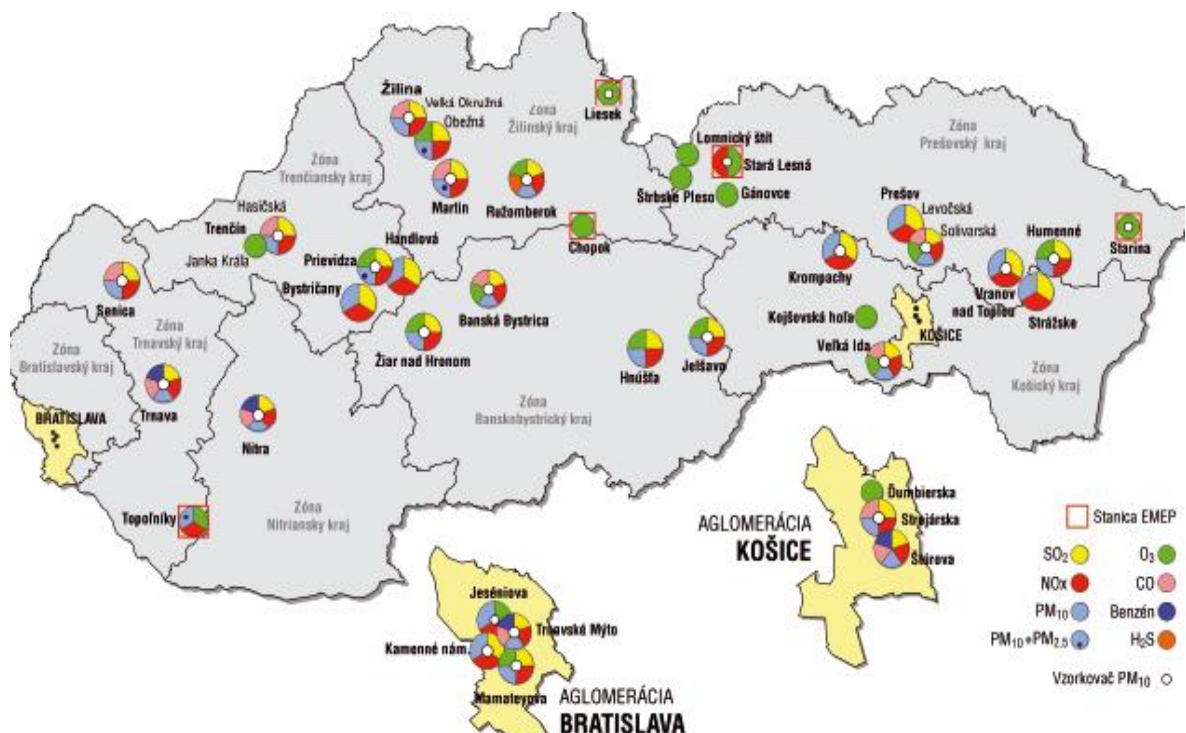 Žilina
Veľká Okružná
Obežná
Zóna
Žilinský kraj
Liesek
Lomnický štít
Stará Lesná
Štrbské Pleso
Gánovce
Zóna
Prešovský kraj
Zóna
Trenčiansky kraj
Hasičská
Trenčín
Janka Kráľa
Martin
Ružomberok
Chopok
Prešov
Levočská
Solivarská
Humenné
Starina
Handlová
Prievidza
Bystričany
Banská Bystrica
Krompachy
Vranov
nad Topľou
Strážske
Senica
Zóna
Trnavský kraj
Zóna
Bratislavský kraj
Žiar nad Hronom
Hnúšťa
Jelšava
Kojšovská hoľa
KOŠICE
Veľká Ida
Zóna
Košický kraj
Trnava
Nitra
BRATISLAVA
Zóna
Banskobystrický kraj
Topoľníky
Zóna
Nitriansky kraj
AGLOMERÁCIA
KOŠICE
Ďumbierska
Strojárska
Štúrova
Jeséniova
Trnavské Mýto
Kamenné nám.
Mamateyova
AGLOMERÁCIA
BRATISLAVA
Stanica EMEP
SO₂ O₃
NOx CO
PM₁₀ Benzén
PM₁₀+PM₂.₅ H₂S
Vzorkovač PM₁₀